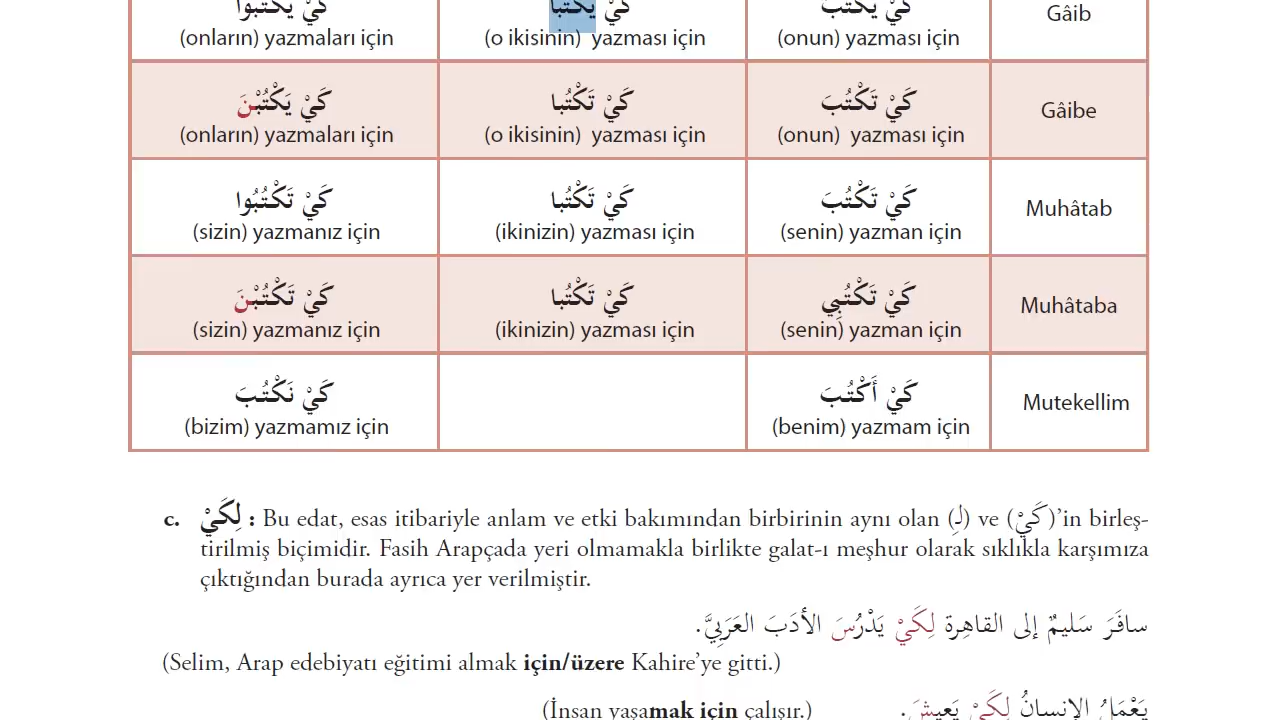 كَيْ يَكْتُبُوا كَيْ يَكْتُبا كَيْ يَكْتُبَ Gâib
(onların) yazmaları için (o ikisinin) yazması için (onun) yazması için
كَيْ يَكْتُبْنَ كَيْ تَكْتُبا كَيْ تَكْتُبَ Gâibe
(onların) yazmaları için (o ikisinin) yazması için (onun) yazması için
كَيْ تَكْتُبُوا كَيْ تَكْتُبا كَيْ تَكْتُبَ Muhâtab
(sizin) yazmanız için (ikinizin) yazması için (senin) yazman için
كَيْ تَكْتُبْنَ كَيْ تَكْتُبا كَيْ تَكْتُبِي Muhâtaba
(sizin) yazmanız için (ikinizin) yazması için (senin) yazman için
كَيْ نَكْتُبَ كَيْ أَكْتُبَ Mutekellim
(bizim) yazmamız için (benim) yazmam için
c. لِكَيْ : Bu edat, esas itibariyle anlam ve etki bakımından birbirinin aynı olan (لِـ) ve (كَيْ)’in birleş-
tirilmiş biçimidir. Fasih Arapçada yeri olmamakla birlikte galat-ı meşhur olarak sıklıkla karşımıza
çıktığından burada ayrıca yer verilmiştir.
سافَرَ سَليمٌ إلى القاهِرة لِكَيْ يَدْرُسَ الأدَبَ العَرَبِيَّ.
(Selim, Arap edebiyatı eğitimi almak için/üzere Kahire’ye gitti.)
يَعْمَلُ الإنسانُ لِكَيْ يَعيشَ. (İnsan yaşamak için çalışır.)